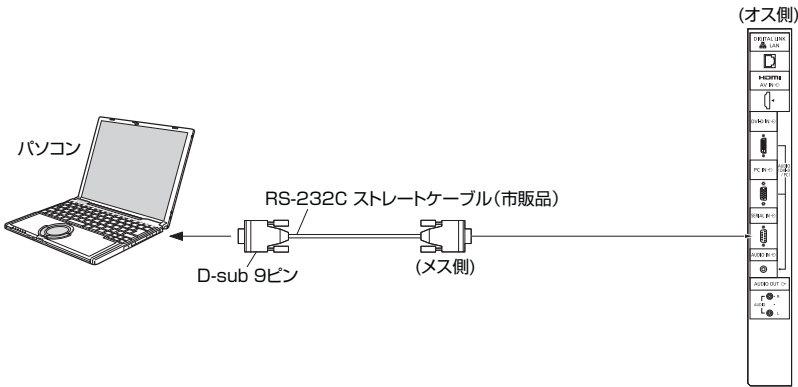 (オス側)
DIGITAL LINK
LAN
HDMI
AV IN
DVI-D IN
PC IN
AUDIO
SERIAL IN
AUDIO IN
AUDIO OUT
R
AUDIO
L
パソコン
RS-232C ストレートケーブル(市販品)
D-sub 9ピン
(メス側)